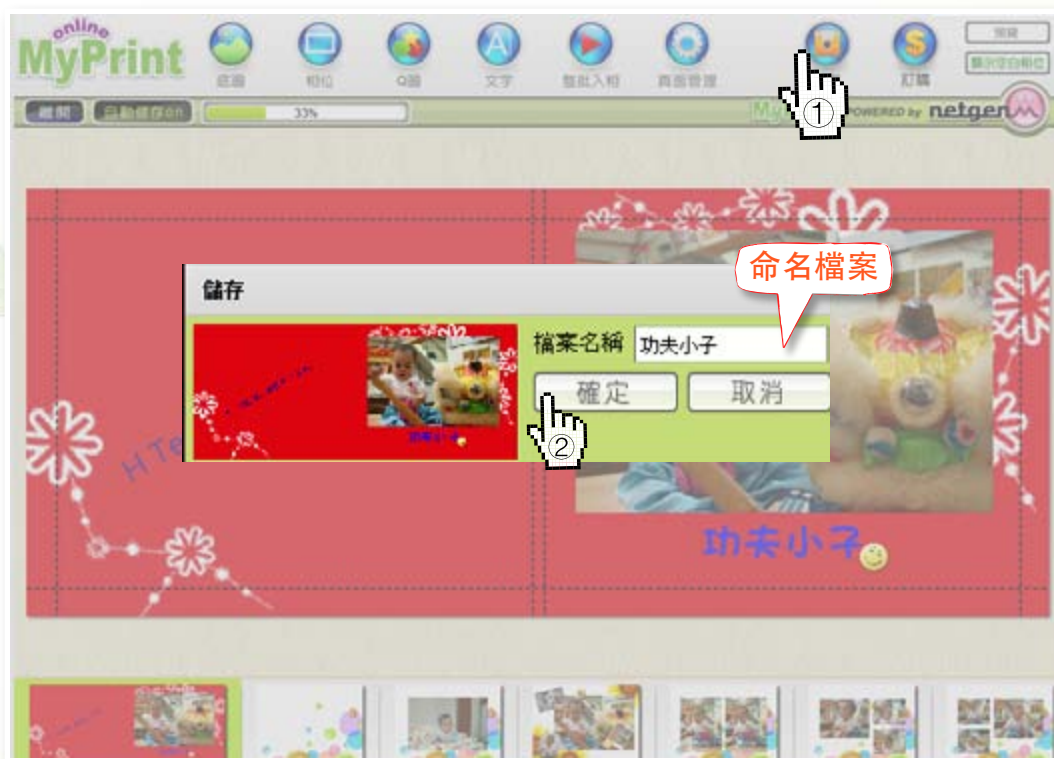 online
MyPrint
底圖
相位
Q圖
文字
整批入相
頁面管理
訂購
預覽
顯示空白相位
離開
自動儲存on
33%
My
POWERED by netgen
①
命名檔案
儲存
檔案名稱
功夫小子
確定
取消
②
H Te
功夫小子